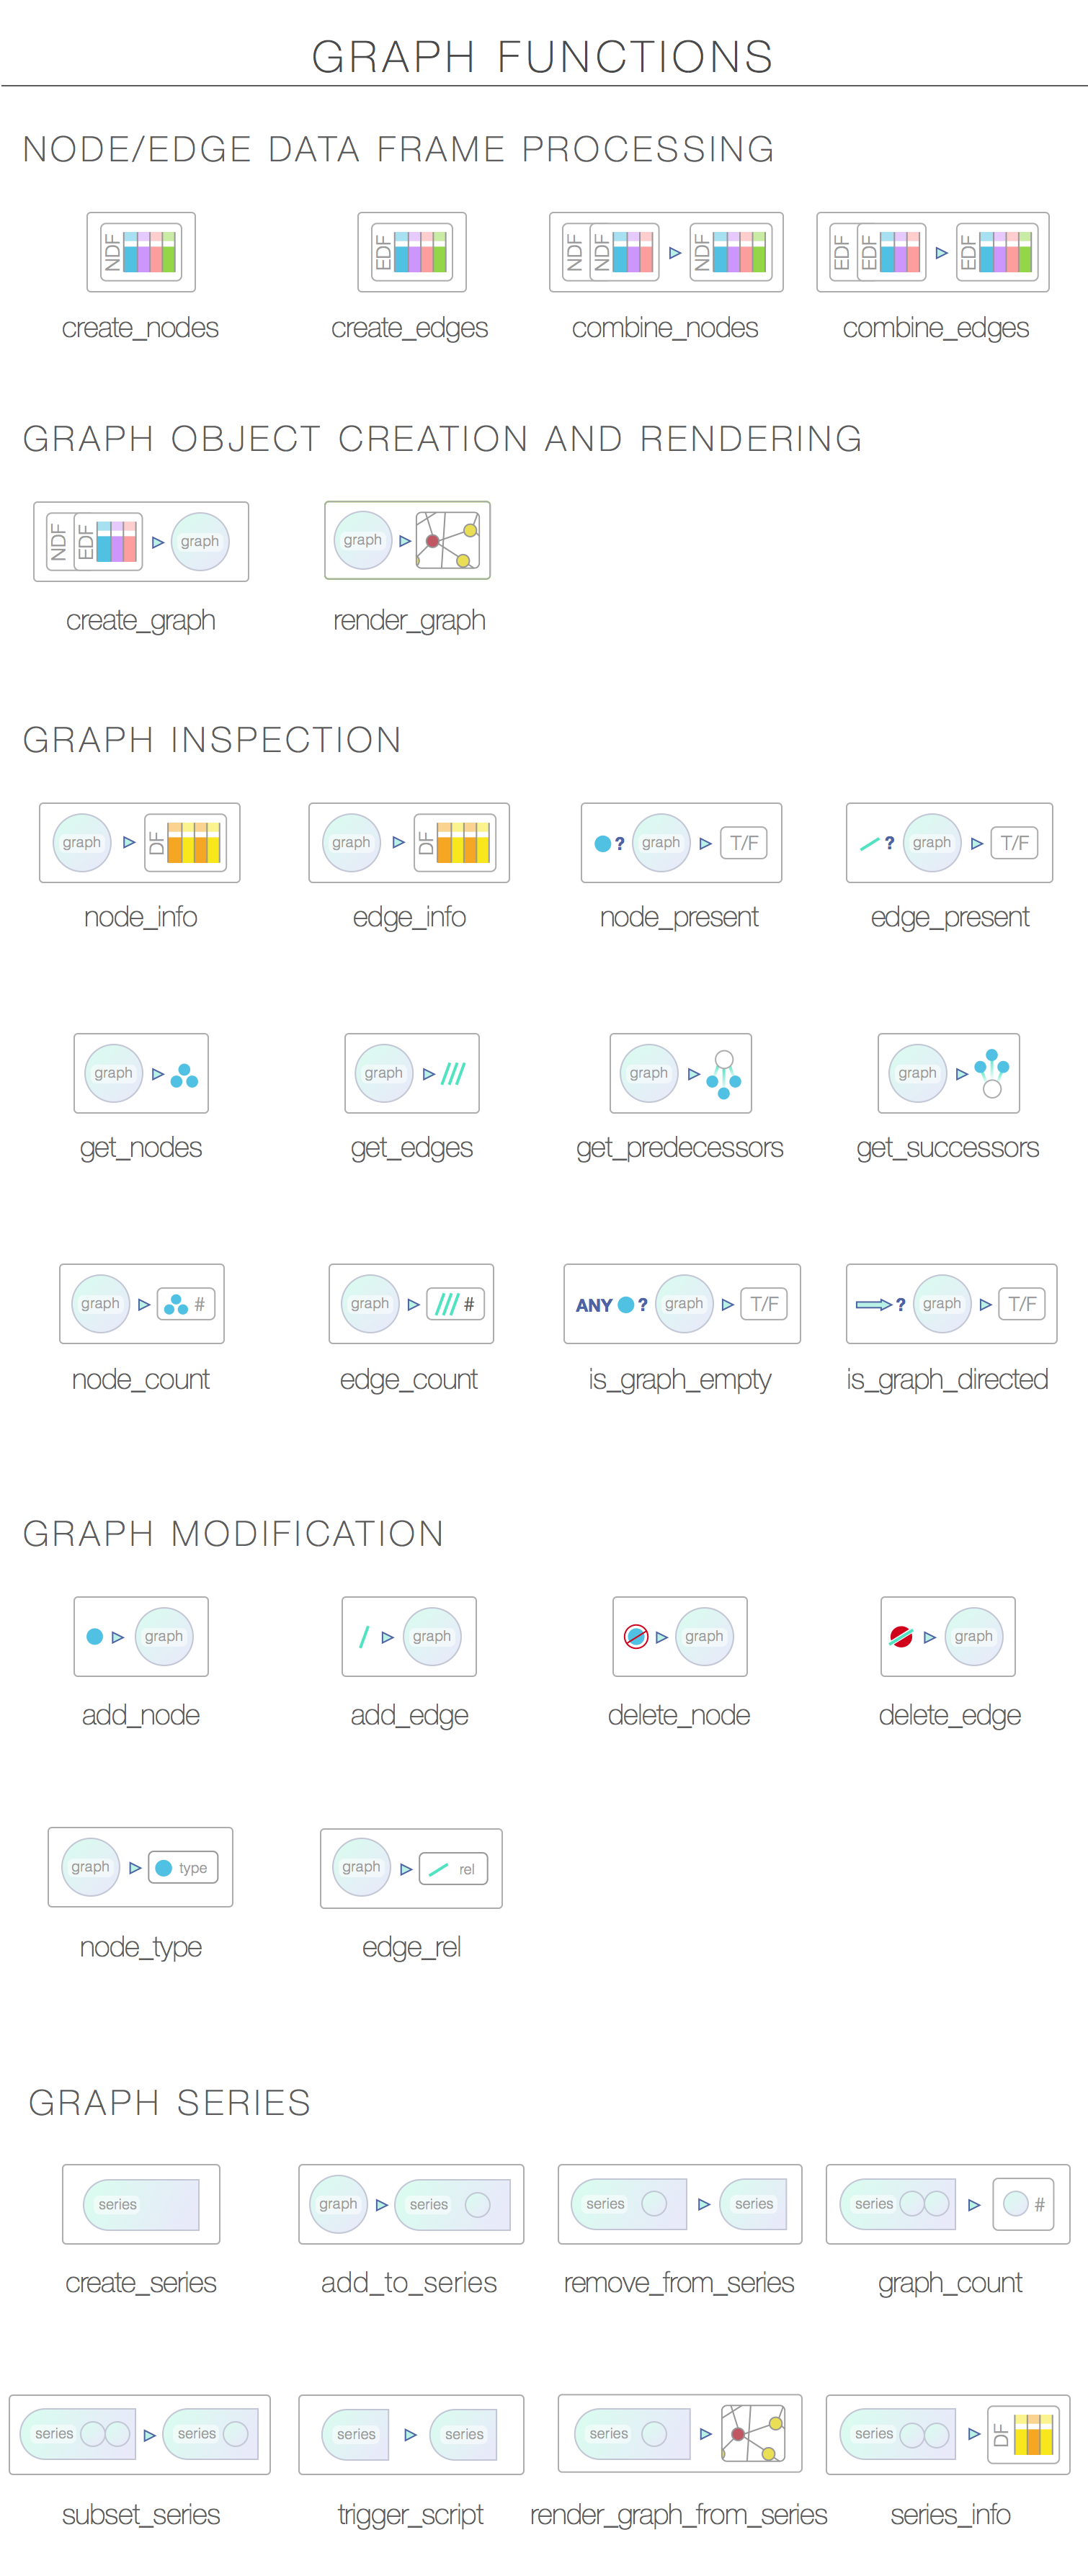 GRAPH FUNCTIONS
NODE/EDGE DATA FRAME PROCESSING
NDF EDF NDF NDF NDF EDF EDF EDF
create_nodes create_edges combine_nodes combine_edges
GRAPH OBJECT CREATION AND RENDERING
NDF EDF graph graph
create_graph render_graph
GRAPH INSPECTION
graph DF graph DF ? graph T/F ? graph T/F
node_info edge_info node_present edge_present
graph graph graph graph
get_nodes get_edges get_predecessors get_successors
graph # graph # ANY ? graph T/F ? graph T/F
node_count edge_count is_graph_empty is_graph_directed
GRAPH MODIFICATION
graph graph graph graph
add_node add_edge delete_node delete_edge
graph type graph rel
node_type edge_rel
GRAPH SERIES
series graph series series series series #
create_series add_to_series remove_from_series graph_count
series series series series series series DF
subset_series trigger_script render_graph_from_series series_info